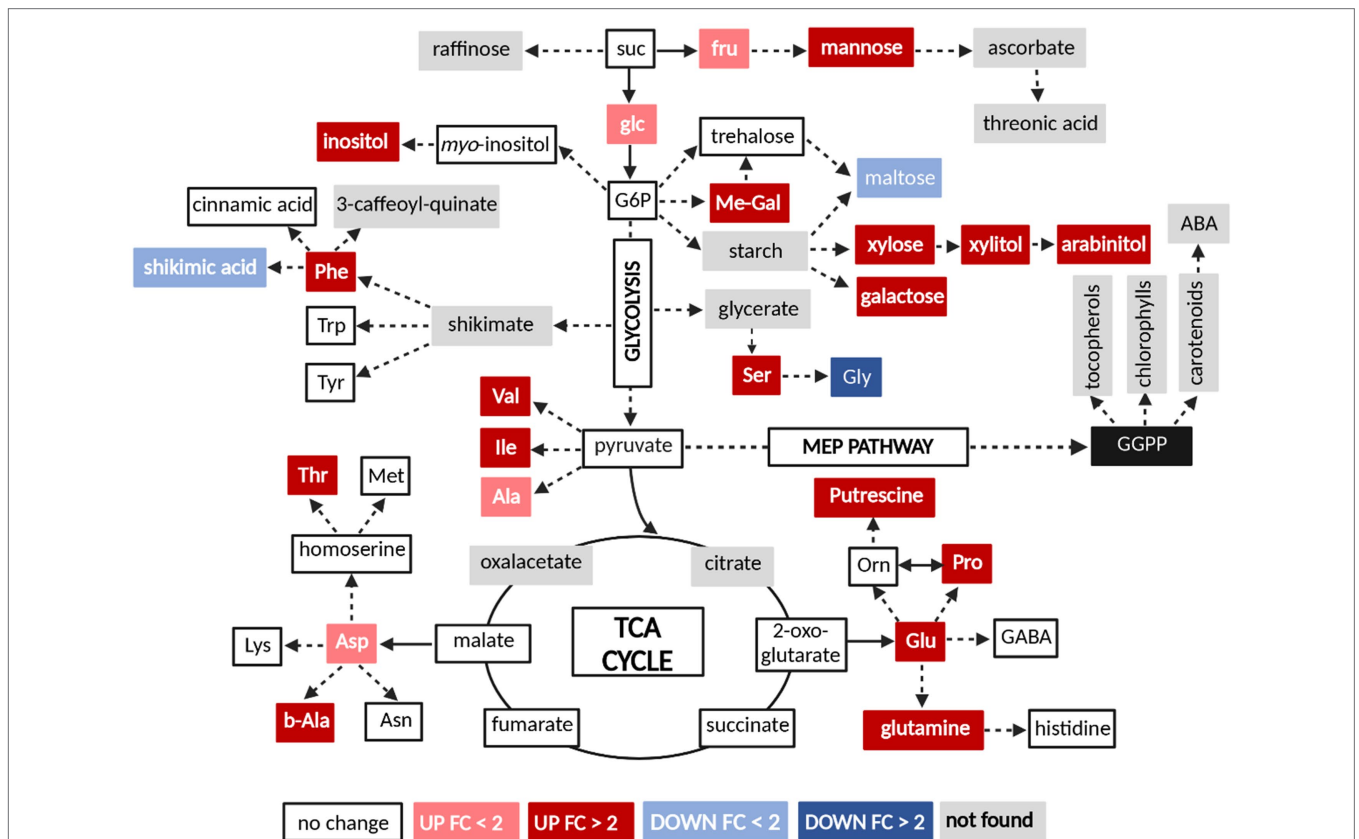 raffinose
suc
fru
mannose
ascorbate
threonic acid
glc
inositol
myo-inositol
trehalose
maltose
G6P
Me-Gal
cinnamic acid
3-caffeoyl-quinate
starch
xylose
xylitol
arabinitol
ABA
shikimic acid
Phe
galactose
Trp
shikimate
GLYCOLYSIS
glycerate
tocopherols
chlorophylls
carotenoids
Tyr
Ser
Gly
Val
Ile
Ala
pyruvate
MEP PATHWAY
GGPP
Thr
Met
homoserine
Putrescine
Orn
Pro
oxalacetate
citrate
Lys
Asp
malate
TCA
CYCLE
2-oxo-
glutarate
Glu
GABA
b-Ala
Asn
fumarate
succinate
glutamine
histidine
no change
UP FC < 2
UP FC > 2
DOWN FC < 2
DOWN FC > 2
not found